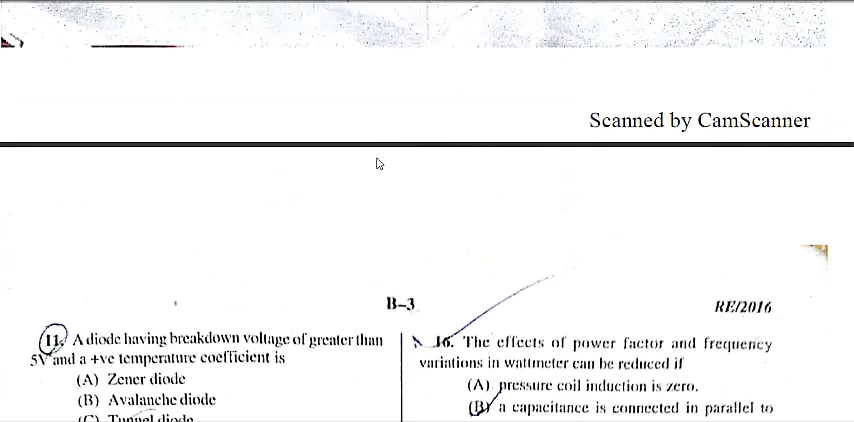 Scanned by CamScanner
B–3
RE/2016
11. A diode having breakdown voltage of greater than
5V and a +ve temperature coefficient is
(A) Zener diode
(B) Avalanche diode
(C) Tunnel diode
16. The effects of power factor and frequency
variations in wattmeter can be reduced if
(A) pressure coil induction is zero.
(B) a capacitance is connected in parallel to